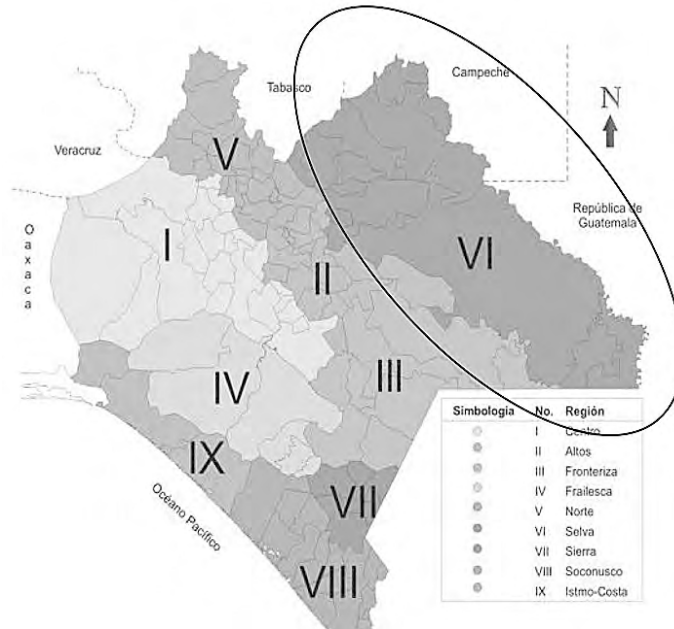 Campeche
Tabasco
N
Veracruz
V
República de
Guatemala
Oaxaca
I
VI
II
III
IV
IX
VII
VIII
Océano Pacífico
Simbología No. Región
I Centro
II Altos
III Fronteriza
IV Frailesca
V Norte
VI Selva
VII Sierra
VIII Soconusco
IX Istmo-Costa